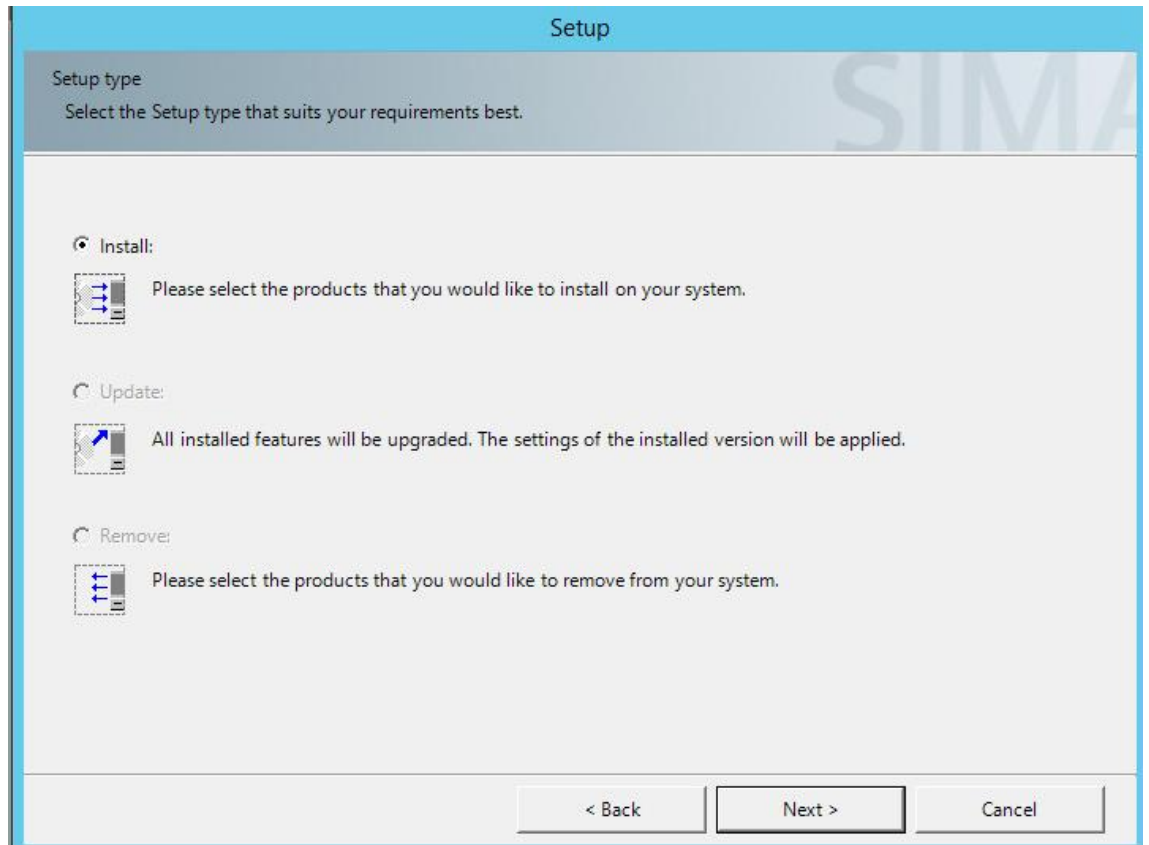 Setup
Setup type
Select the Setup type that suits your requirements best.
SIMA
Install:
Please select the products that you would like to install on your system.
Update:
All installed features will be upgraded. The settings of the installed version will be applied.
Remove:
Please select the products that you would like to remove from your system.
< Back
Next >
Cancel